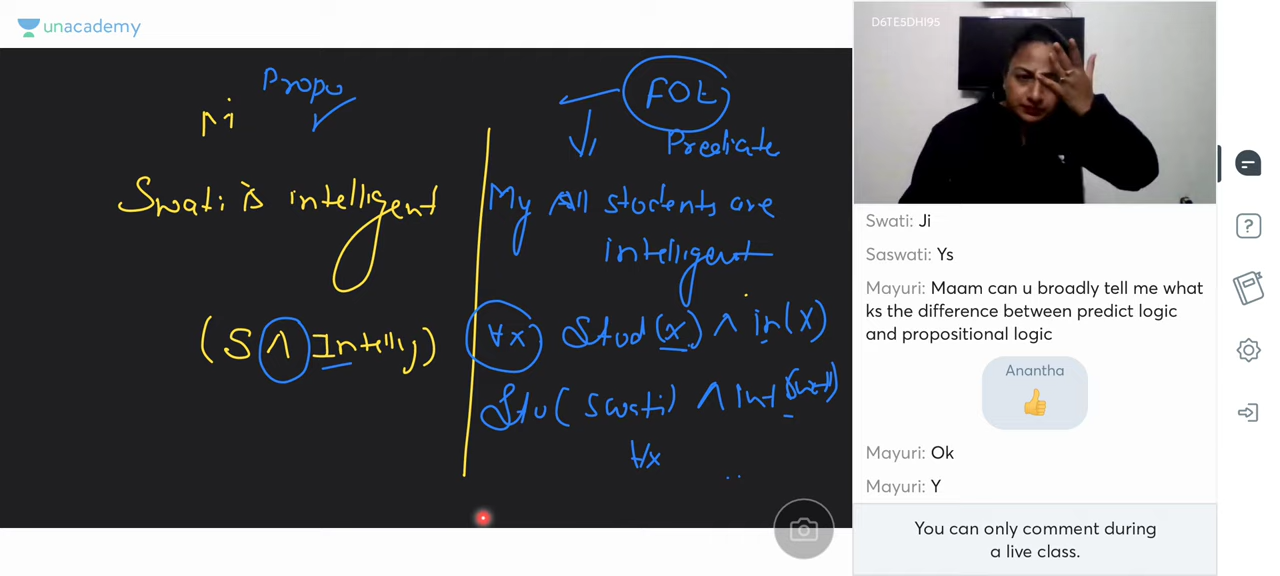 unacademy
Propo
Ni
Swati is intelligent
(S ∧ Intellig)
FOL
Predicate
My All students are
intelligent
∀x Stud(x) ∧ in(x)
Stu(Swati) ∧ int(Swati)
∀x
D6TE5DHI95
Swati: Ji
Saswati: Ys
Mayuri: Maam can u broadly tell me what
ks the difference between predict logic
and propositional logic
Anantha
Mayuri: Ok
Mayuri: Y
You can only comment during
a live class.